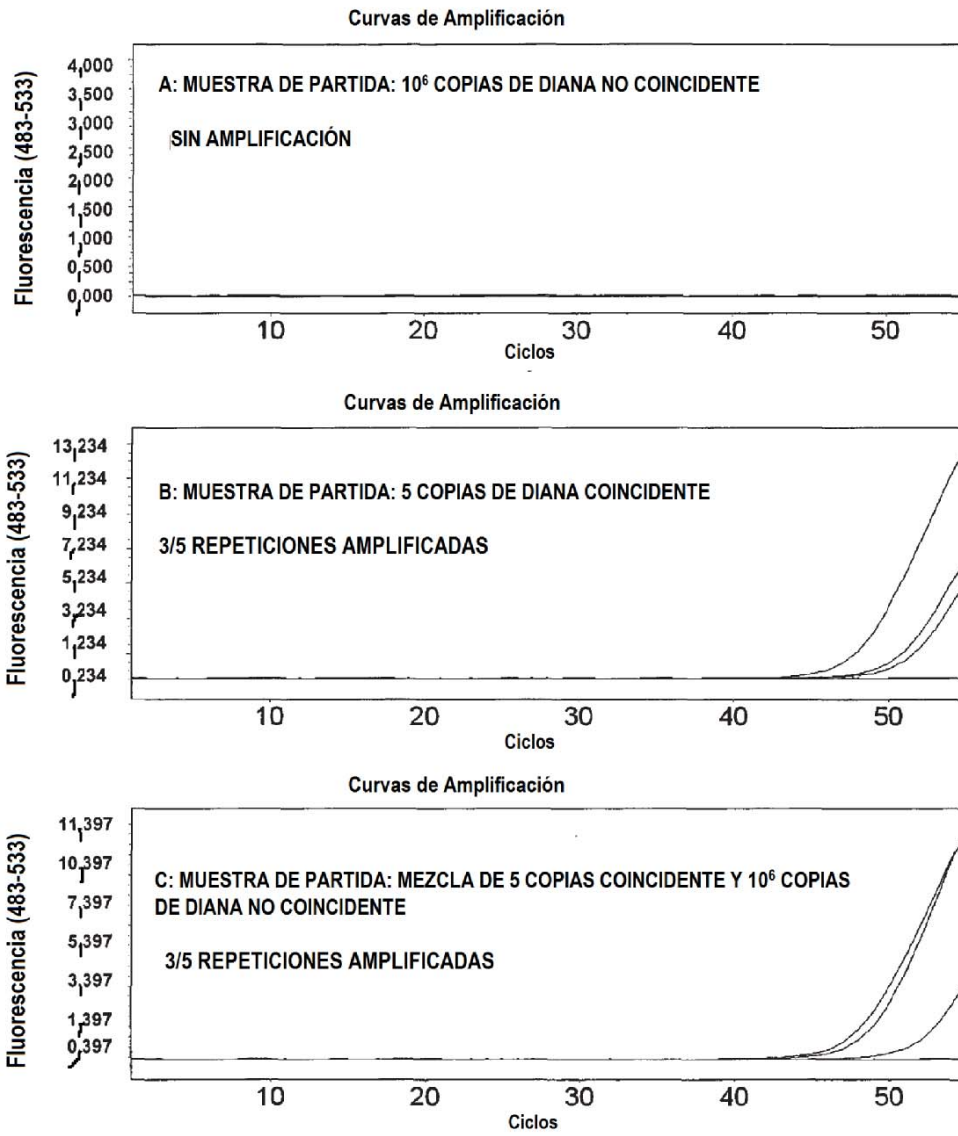 Curvas de Amplificación
Fluorescencia (483-533)
4,000
3,500
3,000
2,500
2,000
1,500
1,000
0,500
0,000
A: MUESTRA DE PARTIDA: 10⁶ COPIAS DE DIANA NO COINCIDENTE
SIN AMPLIFICACIÓN
10 20 30 40 50
Ciclos
Curvas de Amplificación
Fluorescencia (483-533)
13,234
11,234
9,234
7,234
5,234
3,234
1,234
0,234
B: MUESTRA DE PARTIDA: 5 COPIAS DE DIANA COINCIDENTE
3/5 REPETICIONES AMPLIFICADAS
10 20 30 40 50
Ciclos
Curvas de Amplificación
Fluorescencia (483-533)
11,397
10,397
7,397
5,397
3,397
1,397
0,397
C: MUESTRA DE PARTIDA: MEZCLA DE 5 COPIAS COINCIDENTE Y 10⁶ COPIAS
DE DIANA NO COINCIDENTE
3/5 REPETICIONES AMPLIFICADAS
10 20 30 40 50
Ciclos